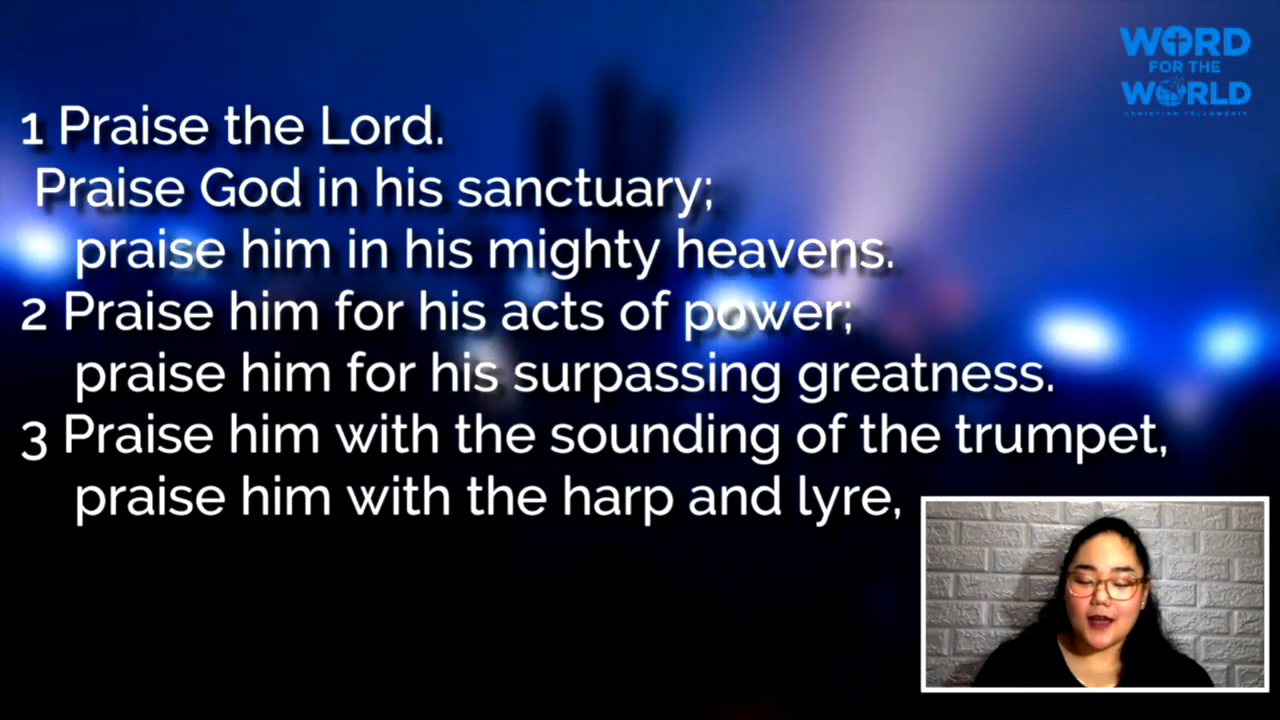 WORD
FOR THE
WORLD
CHRISTIAN FELLOWSHIP
1 Praise the Lord.
Praise God in his sanctuary;
praise him in his mighty heavens.
2 Praise him for his acts of power;
praise him for his surpassing greatness.
3 Praise him with the sounding of the trumpet,
praise him with the harp and lyre,